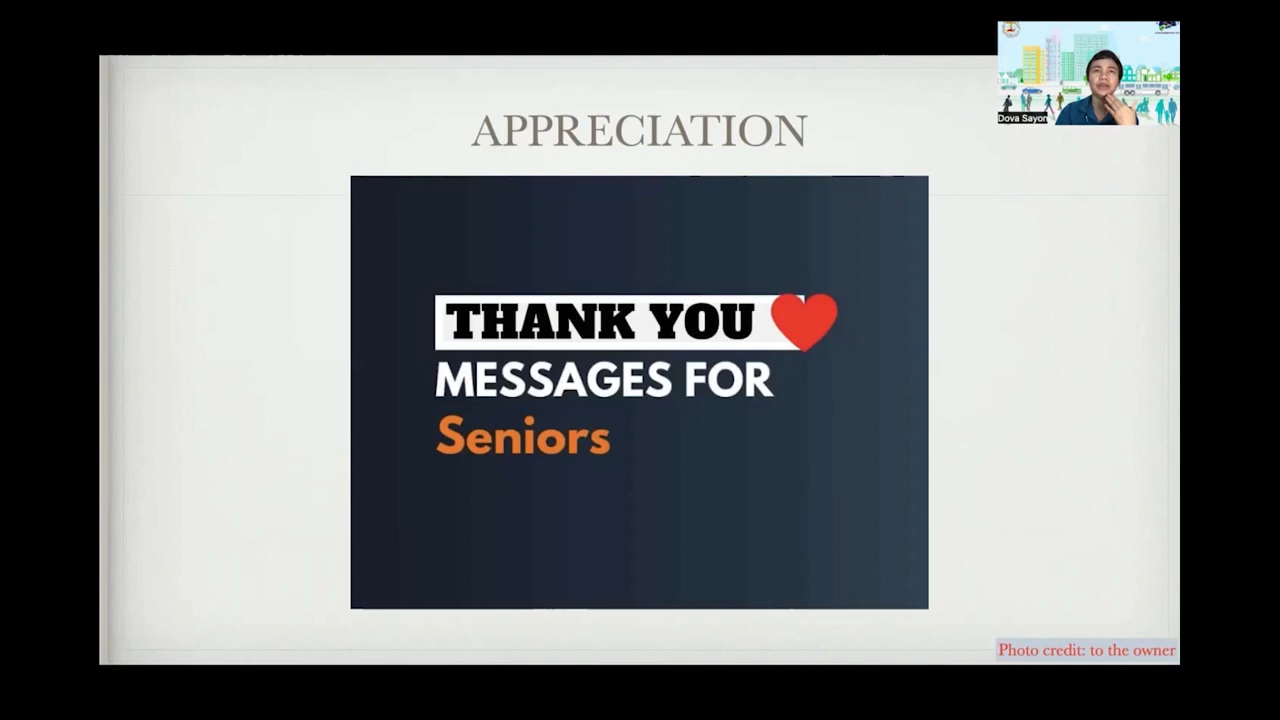 Dova Sayon
APPRECIATION
THANK YOU
MESSAGES FOR
Seniors
Photo credit: to the owner